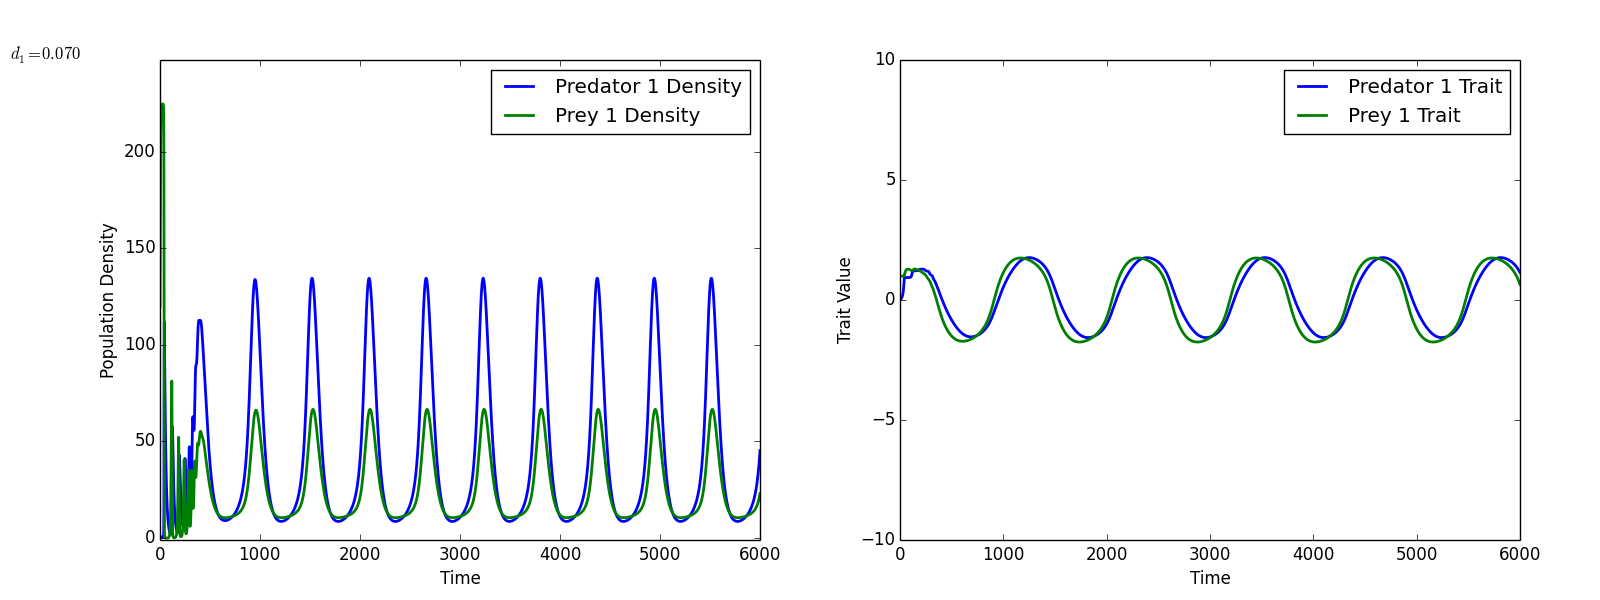 d₁=0.070
Predator 1 Density
Prey 1 Density
Population Density
200
150
100
50
0
0 1000 2000 3000 4000 5000 6000
Time
Predator 1 Trait
Prey 1 Trait
Trait Value
10
5
0
−5
−10
0 1000 2000 3000 4000 5000 6000
Time